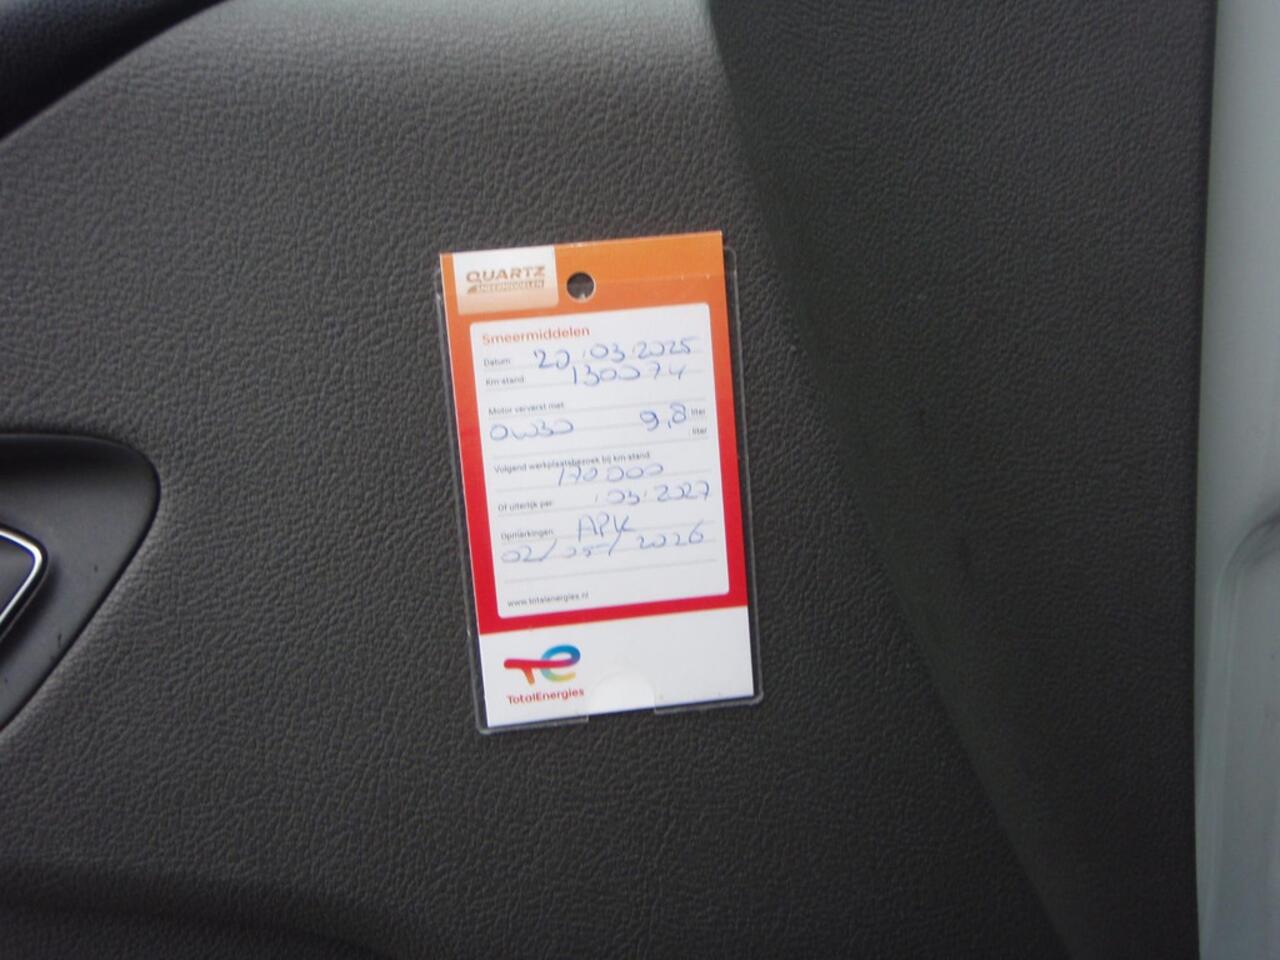 QUARTZ
SMEERMIDDELEN
Smeermiddelen
Datum: 20.03.2025
Km-stand: 130074
Motor ververst met:
0W30 9,8 liter
liter
Volgend werkplaatsbezoek bij km-stand:
170000
Of uiterlijk per: 03.2027
Opmerkingen: APK
02/05/2026
www.totalenergies.nl
TotalEnergies